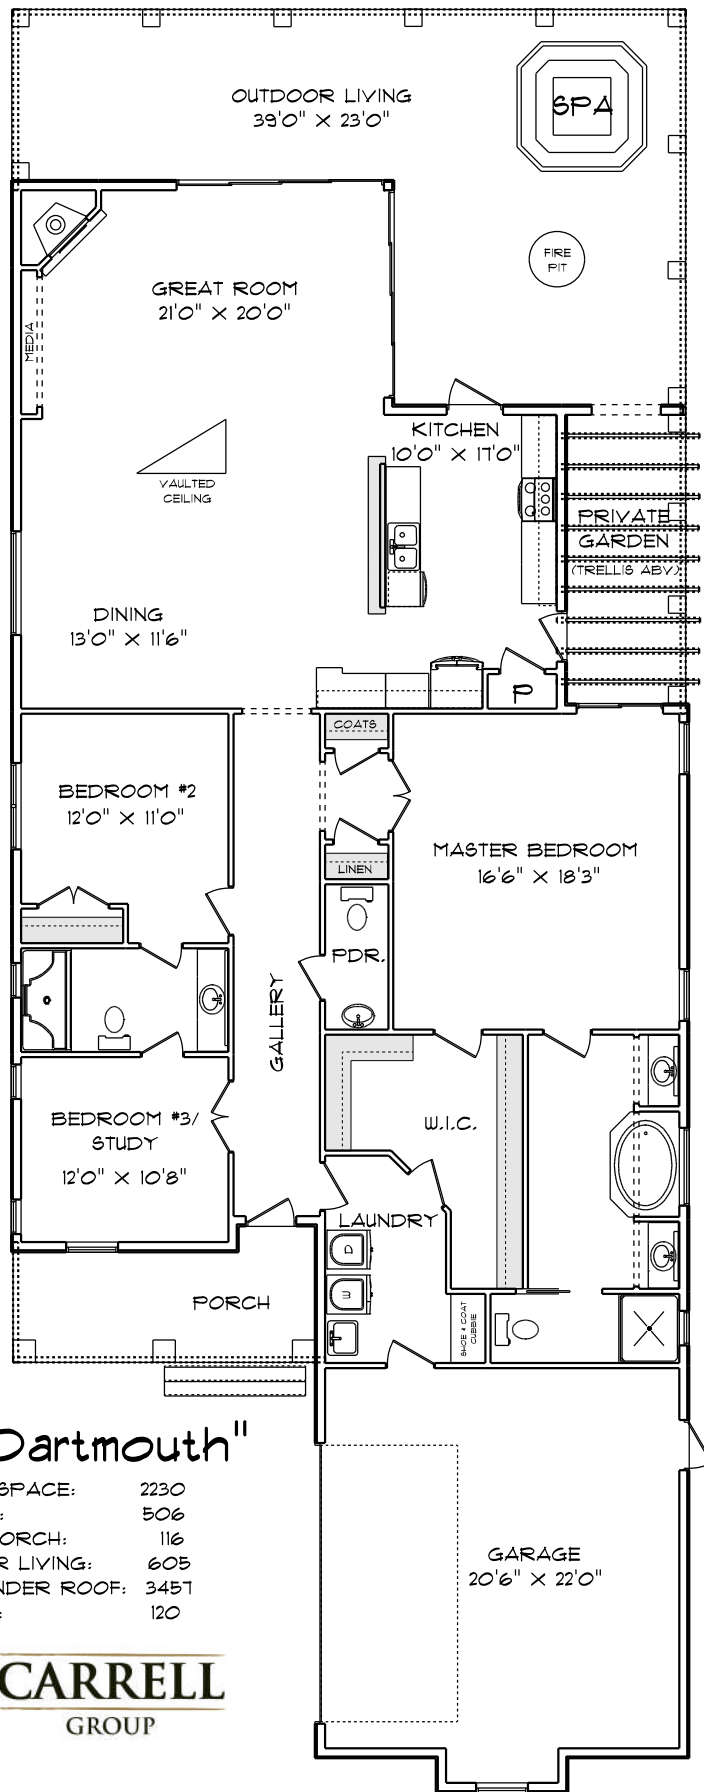 OUTDOOR LIVING
39'0" X 23'0"
SPA
FIRE
PIT
GREAT ROOM
21'0" X 20'0"
MEDIA
KITCHEN
10'0" X 17'0"
VAULTED
CEILING
PRIVATE
GARDEN
(TRELLIS ABV.)
DINING
13'0" X 11'6"
P
COATS
BEDROOM #2
12'0" X 11'0"
MASTER BEDROOM
16'6" X 18'3"
LINEN
PDR.
GALLERY
BEDROOM #3/
STUDY
12'0" X 10'8"
W.I.C.
LAUNDRY
D
W
SHOE & COAT
CUBBIE
PORCH
Dartmouth"
SPACE: 2230
: 506
PORCH: 116
R LIVING: 605
NDER ROOF: 3457
: 120
GARAGE
20'6" X 22'0"
CARRELL
GROUP